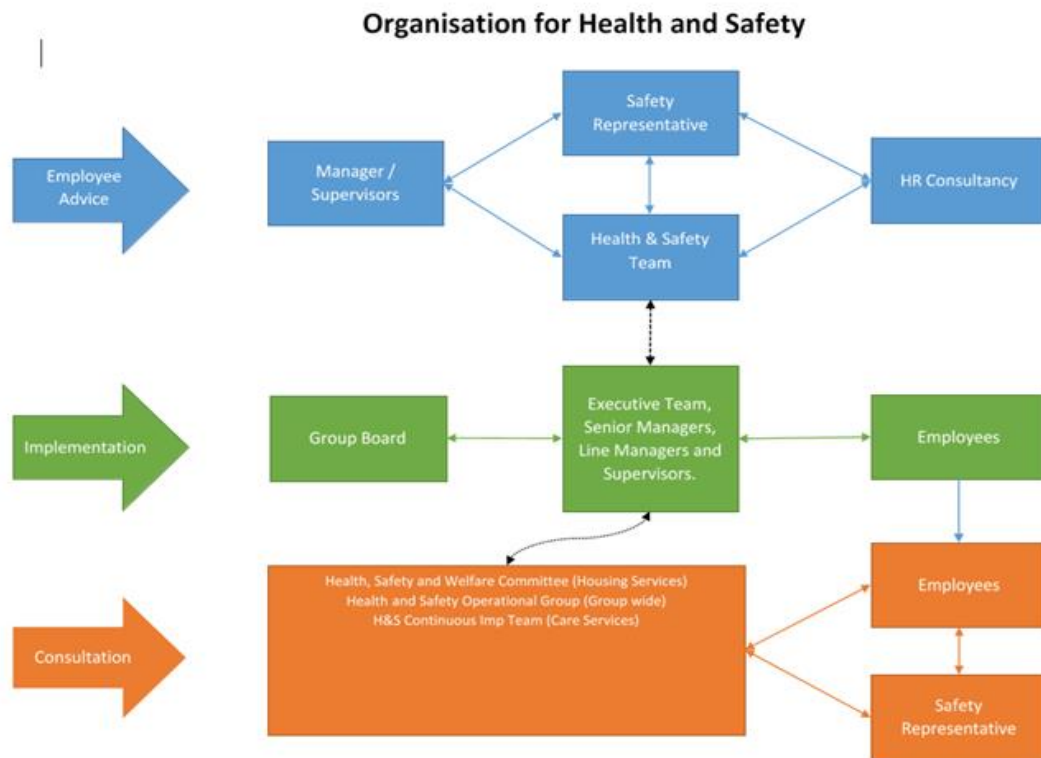 Organisation for Health and Safety
Employee
Advice
Manager /
Supervisors
Safety
Representative
Health & Safety
Team
HR Consultancy
Implementation
Group Board
Executive Team,
Senior Managers,
Line Managers and
Supervisors.
Employees
Consultation
Health, Safety and Welfare Committee (Housing Services)
Health and Safety Operational Group (Group wide)
H&S Continuous Imp Team (Care Services)
Employees
Safety
Representative